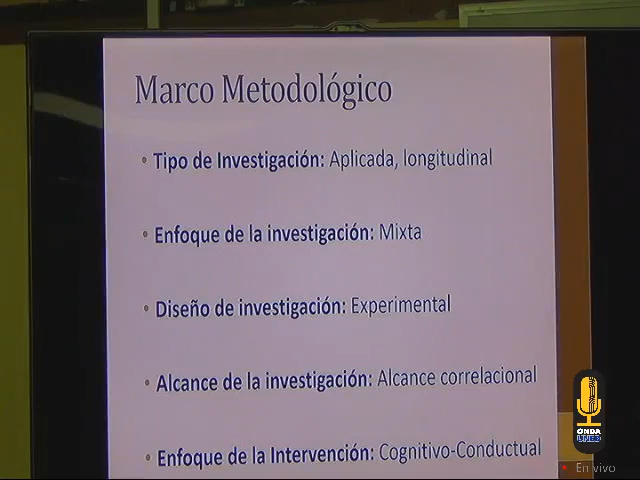 Marco Metodológico
• Tipo de Investigación: Aplicada, longitudinal
• Enfoque de la investigación: Mixta
• Diseño de investigación: Experimental
• Alcance de la investigación: Alcance correlacional
• Enfoque de la Intervención: Cognitivo-Conductual
ONDA
UNED
En vivo